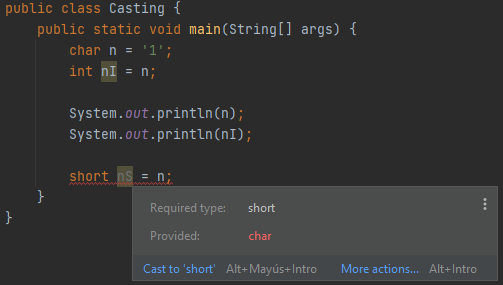 public class Casting {
public static void main(String[] args) {
char n = '1';
int nI = n;
System.out.println(n);
System.out.println(nI);
short nS = n;
}
}
Required type: short
Provided: char
Cast to 'short' Alt+Mayús+Intro More actions... Alt+Intro